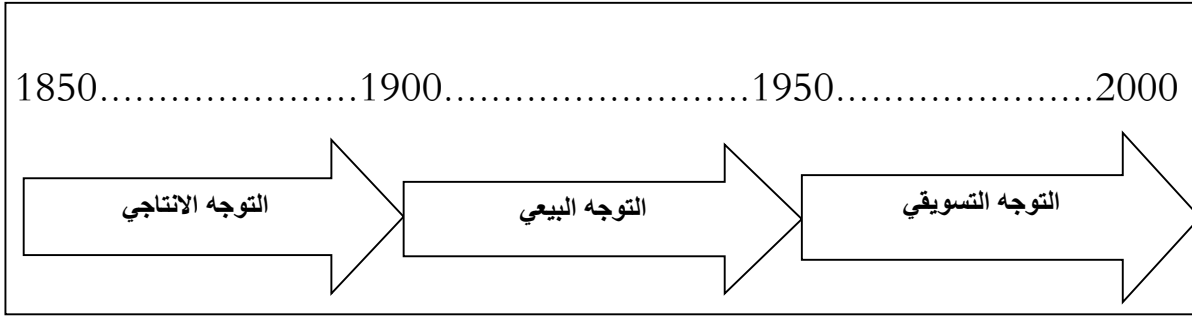 1850......................1900..........................1950......................2000
التوجه الانتاجي
التوجه البيعي
التوجه التسويقي